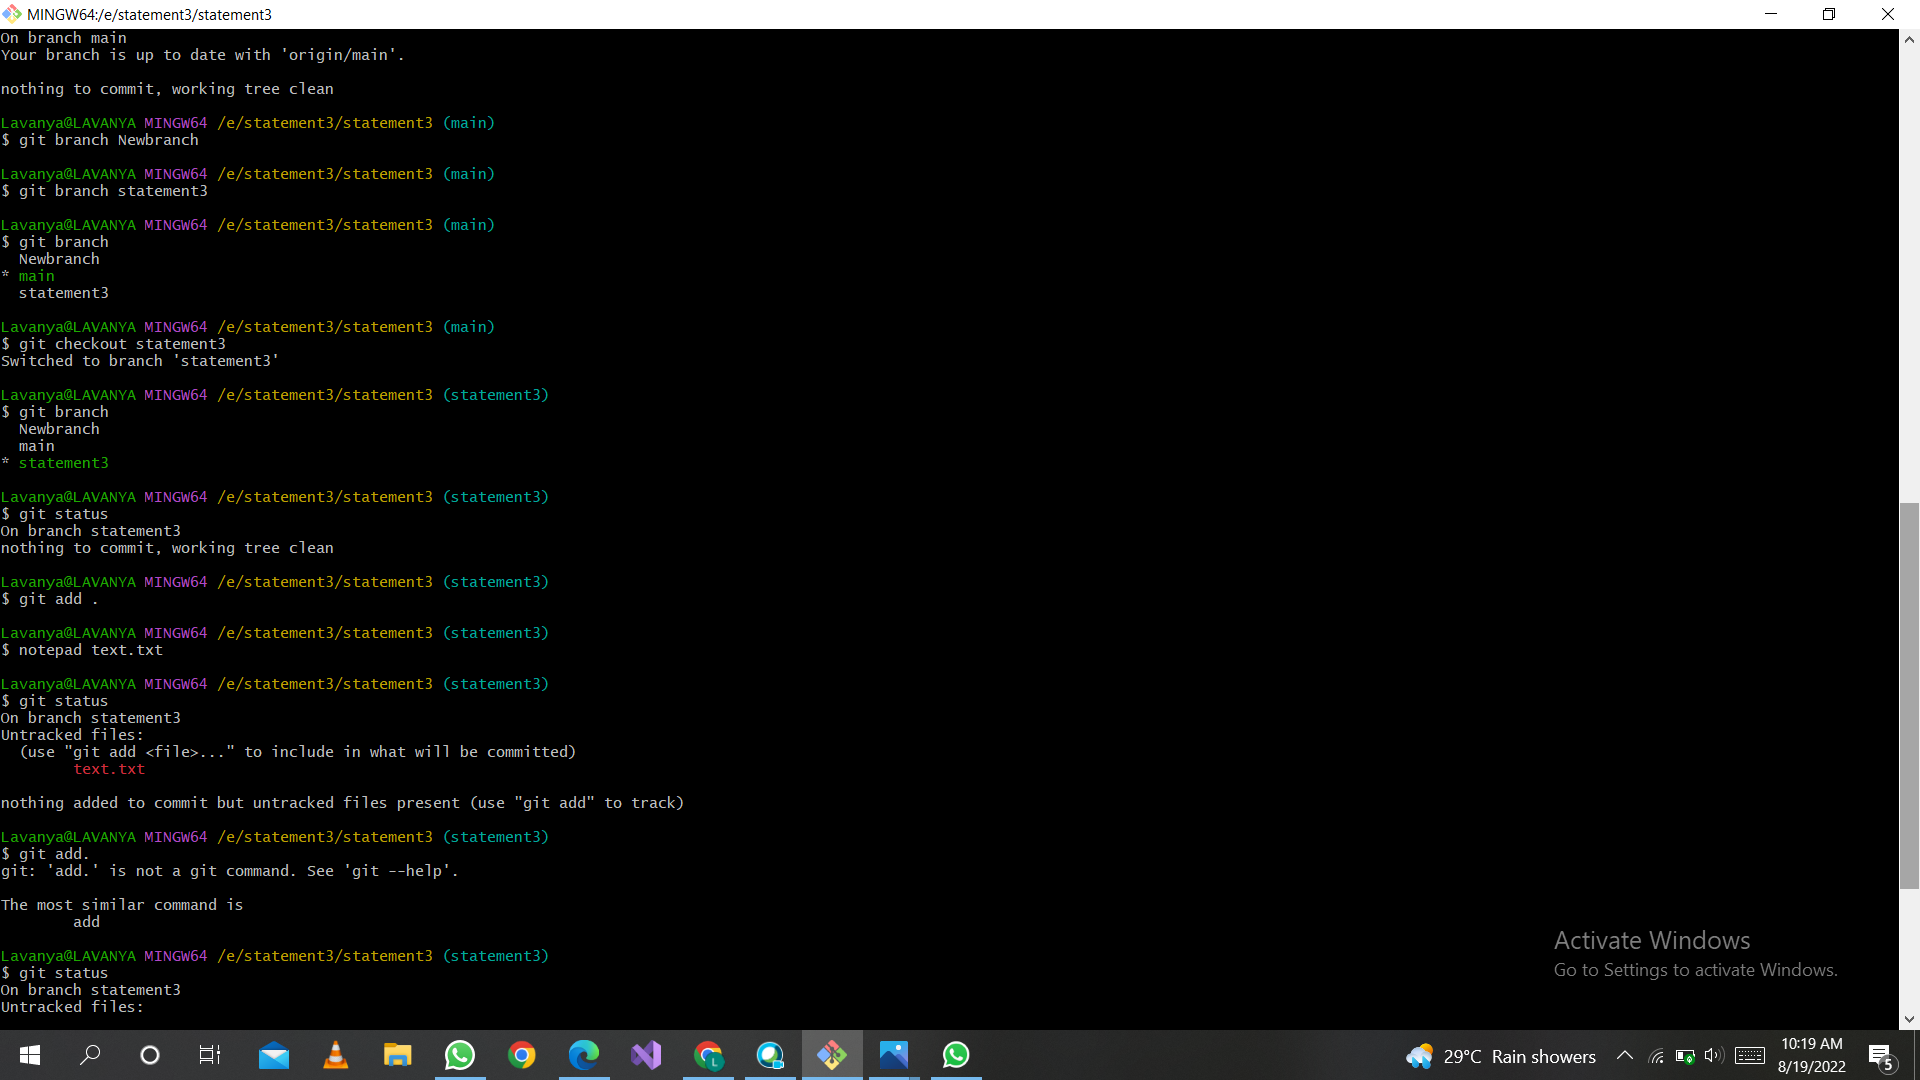 MINGW64:/e/statement3/statement3
On branch main
Your branch is up to date with 'origin/main'.
nothing to commit, working tree clean
Lavanya@LAVANYA MINGW64 /e/statement3/statement3 (main)
$ git branch Newbranch
Lavanya@LAVANYA MINGW64 /e/statement3/statement3 (main)
$ git branch statement3
Lavanya@LAVANYA MINGW64 /e/statement3/statement3 (main)
$ git branch
  Newbranch
* main
  statement3
Lavanya@LAVANYA MINGW64 /e/statement3/statement3 (main)
$ git checkout statement3
Switched to branch 'statement3'
Lavanya@LAVANYA MINGW64 /e/statement3/statement3 (statement3)
$ git branch
  Newbranch
  main
* statement3
Lavanya@LAVANYA MINGW64 /e/statement3/statement3 (statement3)
$ git status
On branch statement3
nothing to commit, working tree clean
Lavanya@LAVANYA MINGW64 /e/statement3/statement3 (statement3)
$ git add .
Lavanya@LAVANYA MINGW64 /e/statement3/statement3 (statement3)
$ notepad text.txt
Lavanya@LAVANYA MINGW64 /e/statement3/statement3 (statement3)
$ git status
On branch statement3
Untracked files:
  (use "git add <file>..." to include in what will be committed)
        text.txt
nothing added to commit but untracked files present (use "git add" to track)
Lavanya@LAVANYA MINGW64 /e/statement3/statement3 (statement3)
$ git add.
git: 'add.' is not a git command. See 'git --help'.
The most similar command is
        add
Lavanya@LAVANYA MINGW64 /e/statement3/statement3 (statement3)
$ git status
On branch statement3
Untracked files:
Activate Windows
Go to Settings to activate Windows.
L
29°C Rain showers
10:19 AM
8/19/2022
5